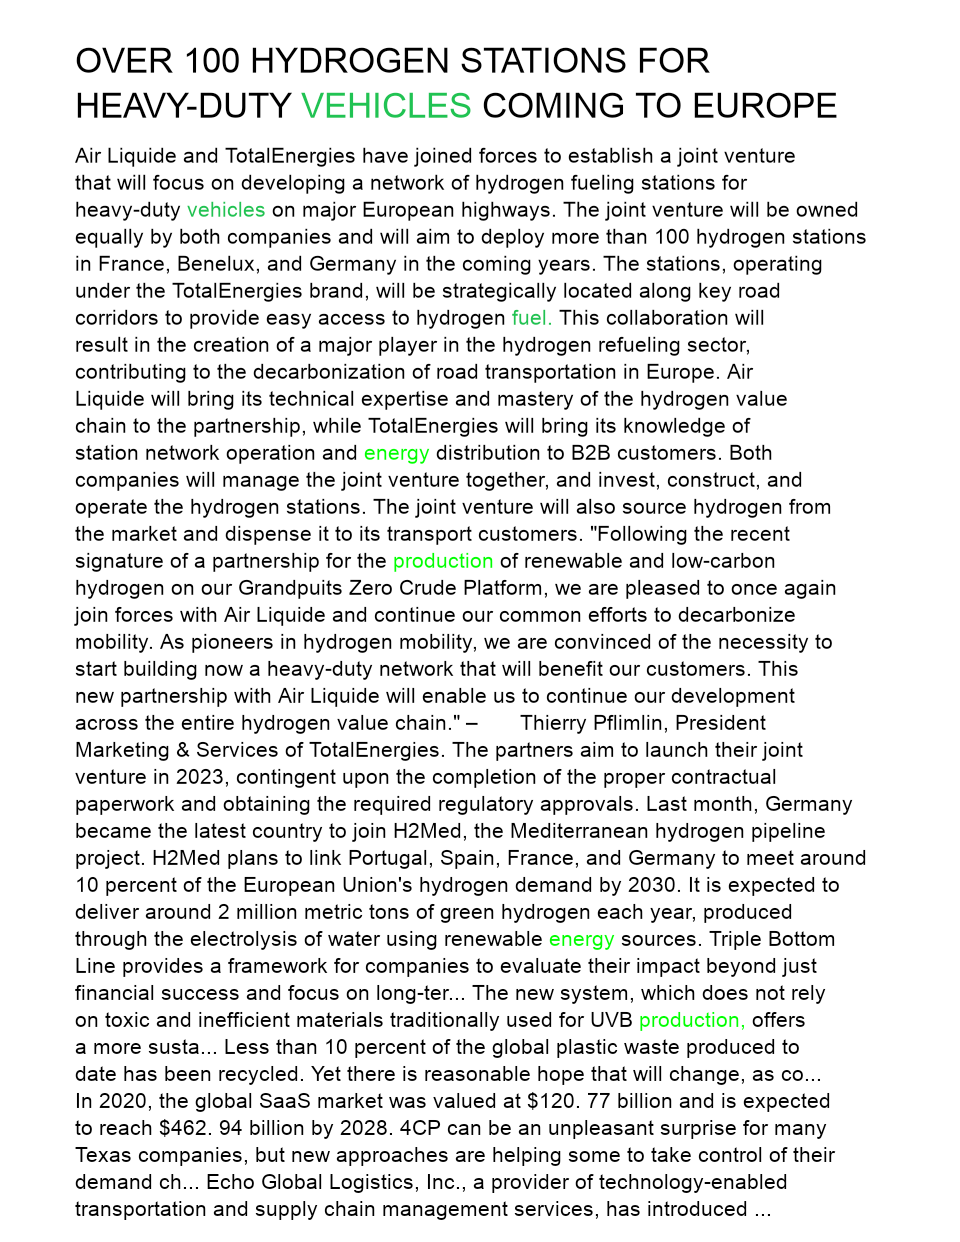 OVER 100 HYDROGEN STATIONS FOR
HEAVY-DUTY VEHICLES COMING TO EUROPE
Air Liquide and TotalEnergies have joined forces to establish a joint venture
that will focus on developing a network of hydrogen fueling stations for
heavy-duty vehicles on major European highways. The joint venture will be owned
equally by both companies and will aim to deploy more than 100 hydrogen stations
in France, Benelux, and Germany in the coming years. The stations, operating
under the TotalEnergies brand, will be strategically located along key road
corridors to provide easy access to hydrogen fuel. This collaboration will
result in the creation of a major player in the hydrogen refueling sector,
contributing to the decarbonization of road transportation in Europe. Air
Liquide will bring its technical expertise and mastery of the hydrogen value
chain to the partnership, while TotalEnergies will bring its knowledge of
station network operation and energy distribution to B2B customers. Both
companies will manage the joint venture together, and invest, construct, and
operate the hydrogen stations. The joint venture will also source hydrogen from
the market and dispense it to its transport customers. "Following the recent
signature of a partnership for the production of renewable and low-carbon
hydrogen on our Grandpuits Zero Crude Platform, we are pleased to once again
join forces with Air Liquide and continue our common efforts to decarbonize
mobility. As pioneers in hydrogen mobility, we are convinced of the necessity to
start building now a heavy-duty network that will benefit our customers. This
new partnership with Air Liquide will enable us to continue our development
across the entire hydrogen value chain." – Thierry Pflimlin, President
Marketing & Services of TotalEnergies. The partners aim to launch their joint
venture in 2023, contingent upon the completion of the proper contractual
paperwork and obtaining the required regulatory approvals. Last month, Germany
became the latest country to join H2Med, the Mediterranean hydrogen pipeline
project. H2Med plans to link Portugal, Spain, France, and Germany to meet around
10 percent of the European Union's hydrogen demand by 2030. It is expected to
deliver around 2 million metric tons of green hydrogen each year, produced
through the electrolysis of water using renewable energy sources. Triple Bottom
Line provides a framework for companies to evaluate their impact beyond just
financial success and focus on long-ter... The new system, which does not rely
on toxic and inefficient materials traditionally used for UVB production, offers
a more susta... Less than 10 percent of the global plastic waste produced to
date has been recycled. Yet there is reasonable hope that will change, as co...
In 2020, the global SaaS market was valued at $120. 77 billion and is expected
to reach $462. 94 billion by 2028. 4CP can be an unpleasant surprise for many
Texas companies, but new approaches are helping some to take control of their
demand ch... Echo Global Logistics, Inc., a provider of technology-enabled
transportation and supply chain management services, has introduced ...